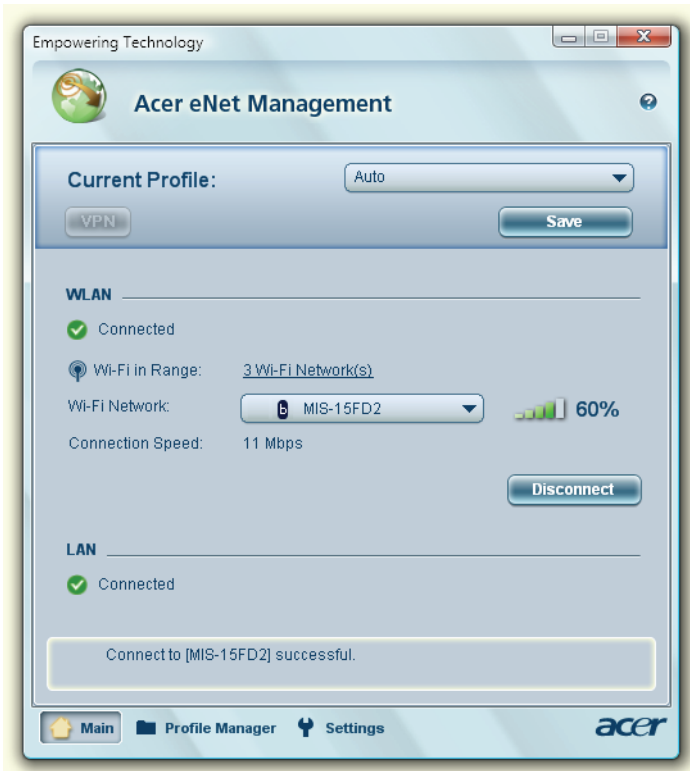 Empowering Technology
Acer eNet Management
Current Profile:
Auto
VPN
Save
WLAN
Connected
Wi-Fi in Range:
3 Wi-Fi Network(s)
Wi-Fi Network:
b MIS-15FD2
60%
Connection Speed:
11 Mbps
Disconnect
LAN
Connected
Connect to [MIS-15FD2] successful.
Main
Profile Manager
Settings
acer